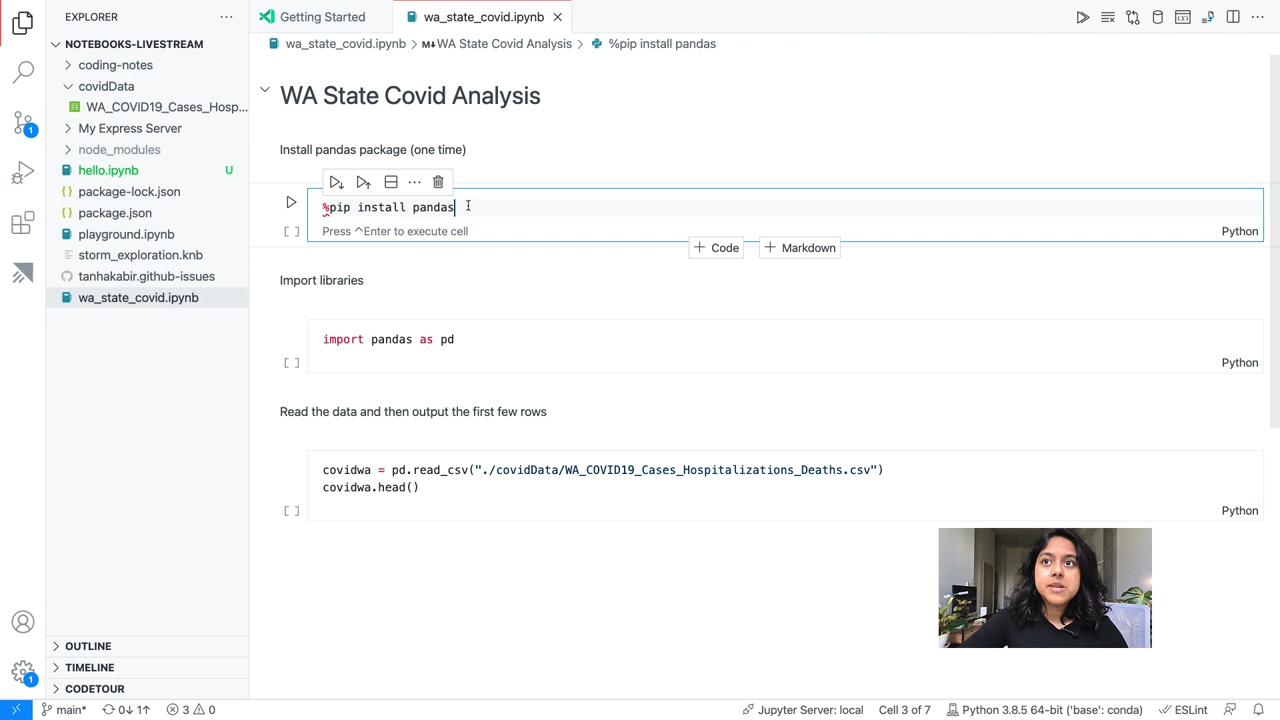 EXPLORER
Getting Started
wa_state_covid.ipynb
NOTEBOOKS-LIVESTREAM
coding-notes
covidData
WA_COVID19_Cases_Hosp...
My Express Server
node_modules
hello.ipynb U
package-lock.json
package.json
playground.ipynb
storm_exploration.knb
tanhakabir.github-issues
wa_state_covid.ipynb
OUTLINE
TIMELINE
CODETOUR
wa_state_covid.ipynb > M↓WA State Covid Analysis > %pip install pandas
WA State Covid Analysis
Install pandas package (one time)
%pip install pandas
[ ] Press ^Enter to execute cell Python
+ Code + Markdown
Import libraries
import pandas as pd
[ ] Python
Read the data and then output the first few rows
covidwa = pd.read_csv("./covidData/WA_COVID19_Cases_Hospitalizations_Deaths.csv")
covidwa.head()
[ ] Python
1
1
main* 0↓ 1↑ 3 0 Jupyter Server: local Cell 3 of 7 Python 3.8.5 64-bit ('base': conda) ESLint